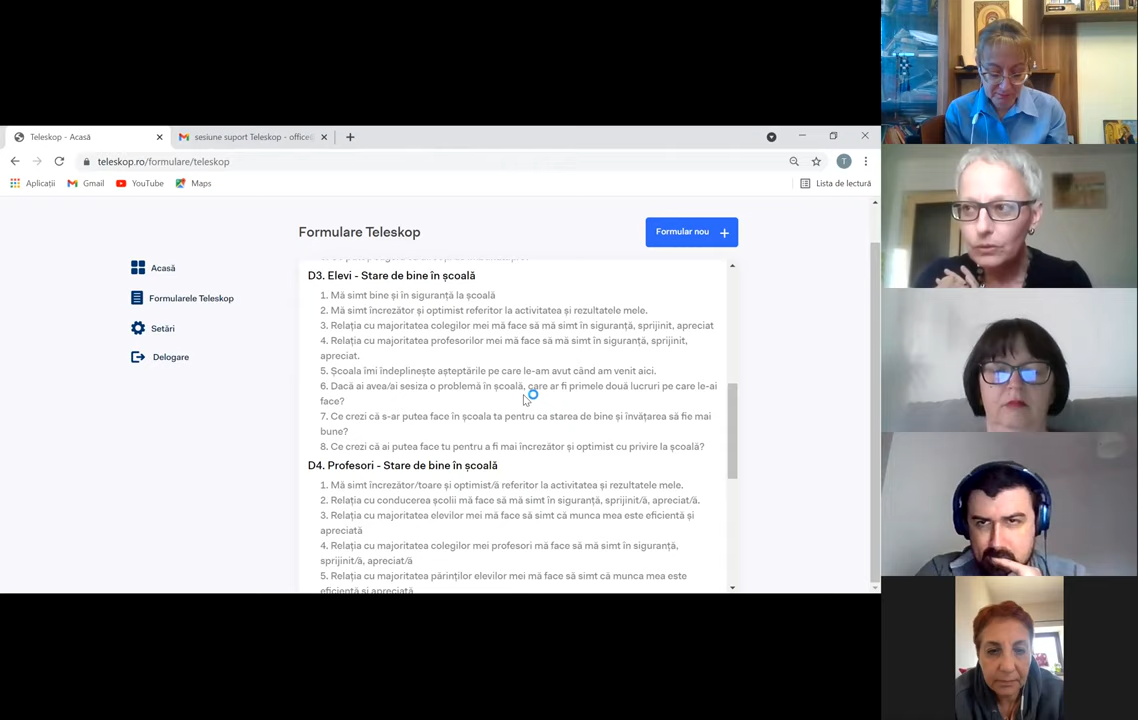 Teleskop - Acasă
sesiune suport Teleskop - office@
teleskop.ro/formulare/teleskop
T
Aplicații
Gmail
YouTube
Maps
Lista de lectură
Formulare Teleskop
Formular nou +
Acasă
Formularele Teleskop
Setări
Delogare
D3. Elevi - Stare de bine în școală
1. Mă simt bine și în siguranță la școală
2. Mă simt încrezător și optimist referitor la activitatea și rezultatele mele.
3. Relația cu majoritatea colegilor mei mă face să mă simt în siguranță, sprijinit, apreciat
4. Relația cu majoritatea profesorilor mei mă face să mă simt în siguranță, sprijinit,
apreciat.
5. Școala îmi îndeplinește așteptările pe care le-am avut când am venit aici.
6. Dacă ai avea/ai sesiza o problemă în școală, care ar fi primele două lucruri pe care le-ai
face?
7. Ce crezi că s-ar putea face în școala ta pentru ca starea de bine și învățarea să fie mai
bune?
8. Ce crezi că ai putea face tu pentru a fi mai încrezător și optimist cu privire la școală?
D4. Profesori - Stare de bine în școală
1. Mă simt încrezător/toare și optimist/ă referitor la activitatea și rezultatele mele.
2. Relația cu conducerea școlii mă face să mă simt în siguranță, sprijinit/ă, apreciat/ă.
3. Relația cu majoritatea elevilor mei mă face să simt că munca mea este eficientă și
apreciată
4. Relația cu majoritatea colegilor mei profesori mă face să mă simt în siguranță,
sprijinit/ă, apreciat/ă
5. Relația cu majoritatea părinților elevilor mei mă face să simt că munca mea este
eficientă și apreciată